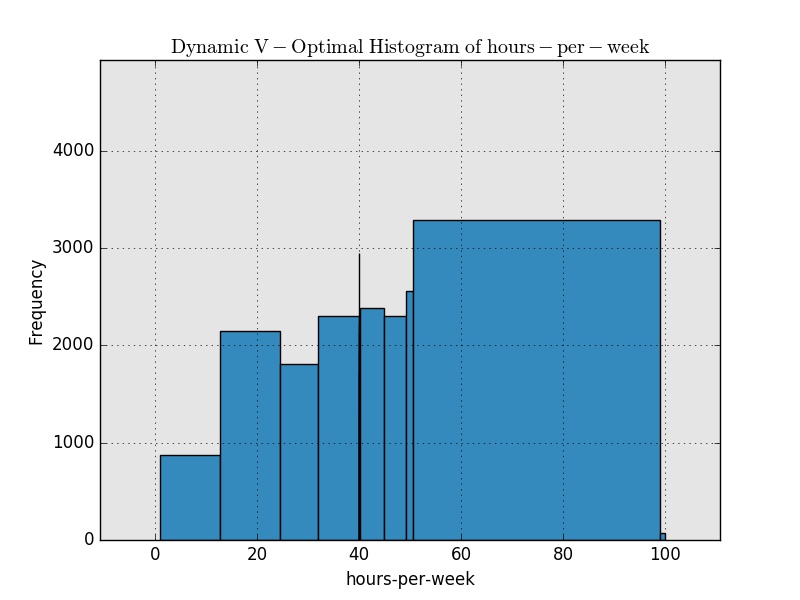 Dynamic V − Optimal Histogram of hours − per − week
4000
3000
2000
1000
0
Frequency
0 20 40 60 80 100
hours-per-week